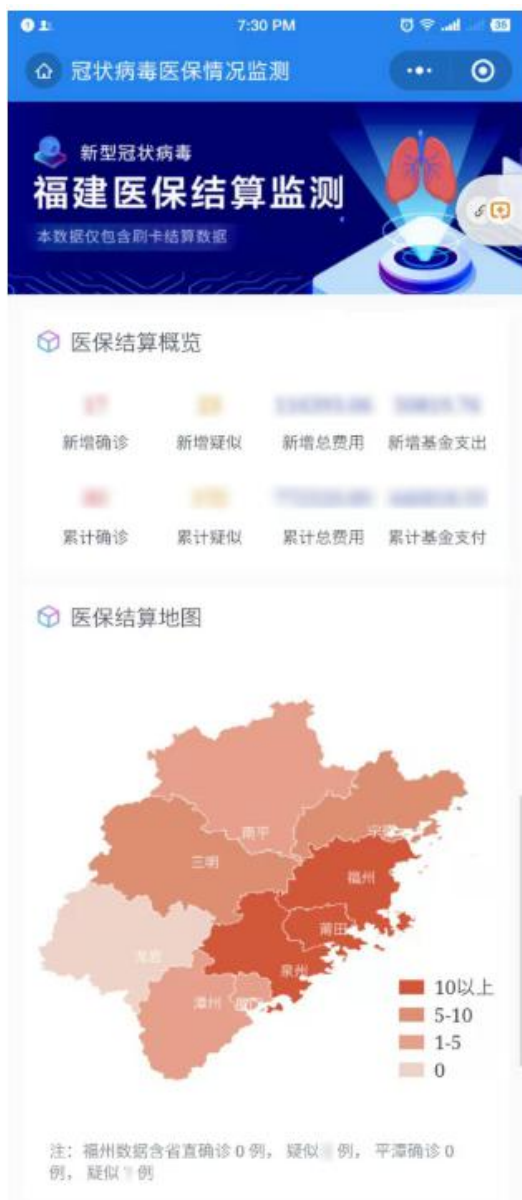 7:30 PM
冠状病毒医保情况监测
新型冠状病毒
福建医保结算监测
本数据仅包含刷卡结算数据
医保结算概览
新增确诊 新增疑似 新增总费用 新增基金支出
累计确诊 累计疑似 累计总费用 累计基金支付
医保结算地图
南平
宁德
三明
福州
莆田
龙岩
泉州
漳州 厦门
10以上
5-10
1-5
0
注：福州数据含省直确诊 0 例， 疑似 例， 平潭确诊 0
例， 疑似 例